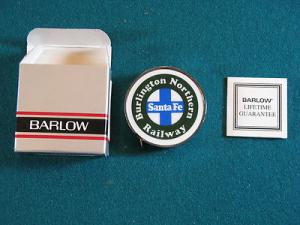 BARLOW
Burlington Northern
Santa Fe
Railway
BARLOW
LIFETIME
GUARANTEE